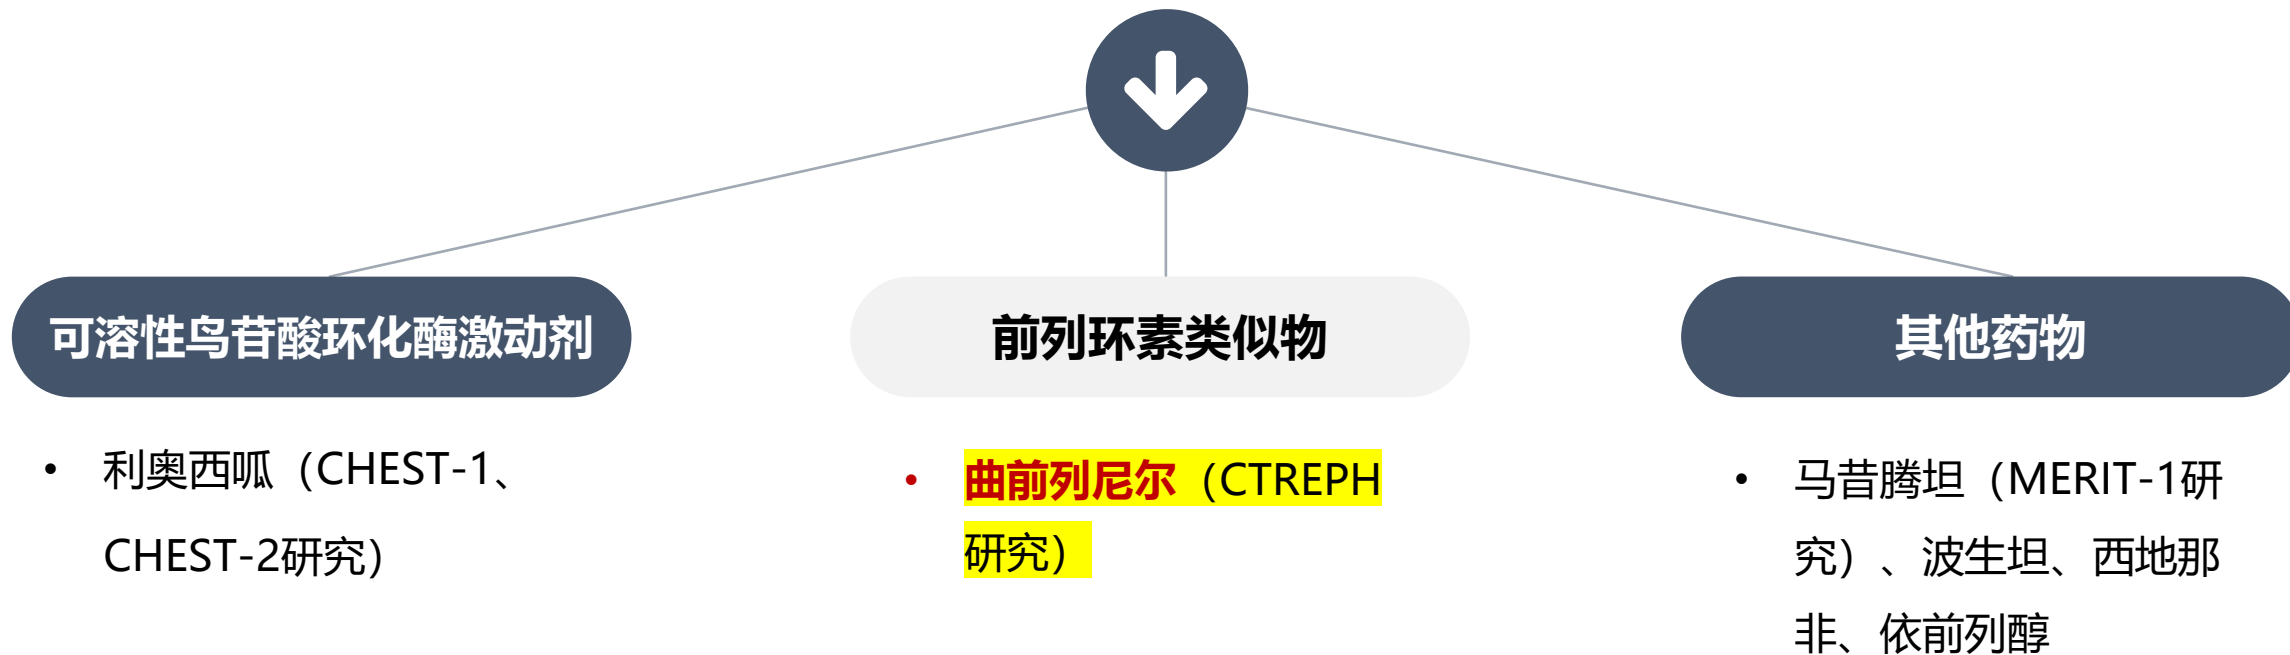 可溶性鸟苷酸环化酶激动剂
前列环素类似物
其他药物
• 利奥西呱（CHEST-1、
CHEST-2研究）
• 曲前列尼尔（CTREPH
研究）
• 马昔腾坦（MERIT-1研
究）、波生坦、西地那
非、依前列醇